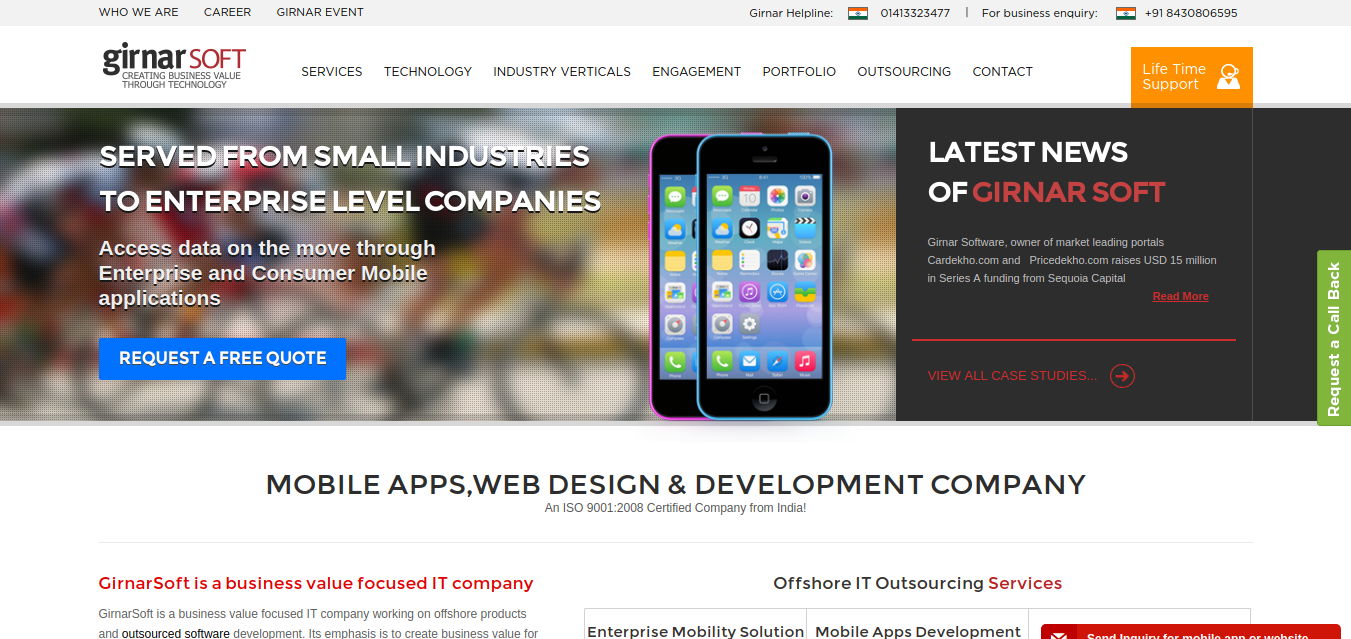 WHO WE ARE CAREER GIRNAR EVENT Girnar Helpline: 01413323477 | For business enquiry: +91 8430806595
girnarSOFT
CREATING BUSINESS VALUE
THROUGH TECHNOLOGY
SERVICES TECHNOLOGY INDUSTRY VERTICALS ENGAGEMENT PORTFOLIO OUTSOURCING CONTACT
Life Time
Support
SERVED FROM SMALL INDUSTRIES
TO ENTERPRISE LEVEL COMPANIES
Access data on the move through
Enterprise and Consumer Mobile
applications
REQUEST A FREE QUOTE
LATEST NEWS
OF GIRNAR SOFT
Girnar Software, owner of market leading portals
Cardekho.com and Pricedekho.com raises USD 15 million
in Series A funding from Sequoia Capital
Read More
VIEW ALL CASE STUDIES...
Request a Call Back
MOBILE APPS,WEB DESIGN & DEVELOPMENT COMPANY
An ISO 9001:2008 Certified Company from India!
GirnarSoft is a business value focused IT company
GirnarSoft is a business value focused IT company working on offshore products
and outsourced software development. Its emphasis is to create business value for
Offshore IT Outsourcing Services
Enterprise Mobility Solution Mobile Apps Development
Send Inquiry for mobile app or website